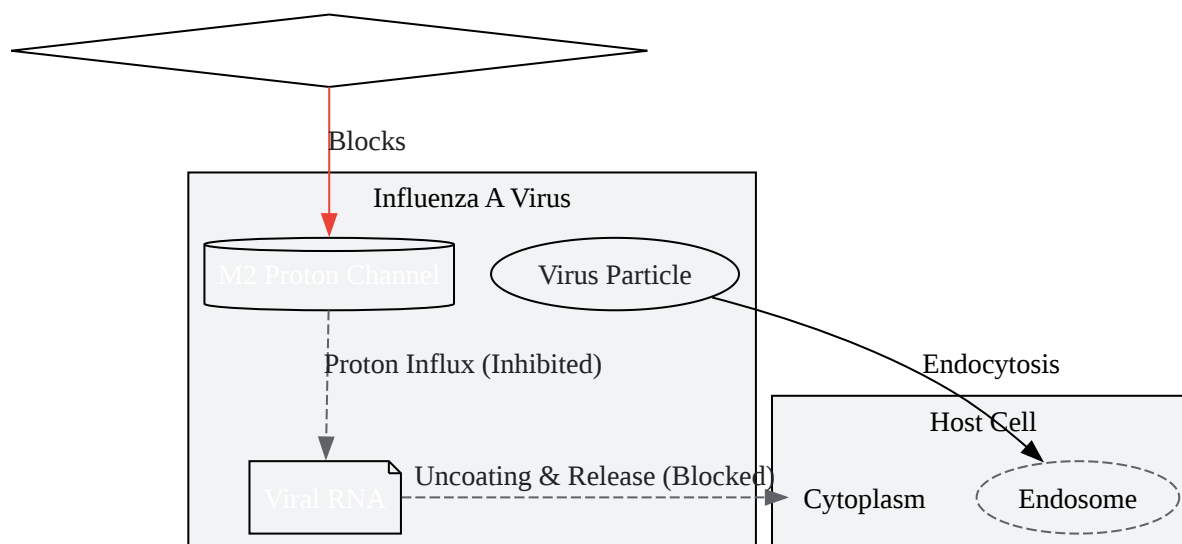 Blocks
Influenza A Virus
M2 Proton Channel
Virus Particle
Proton Influx (Inhibited)
Endocytosis
Host Cell
Viral RNA
Uncoating & Release (Blocked)
Cytoplasm
Endosome